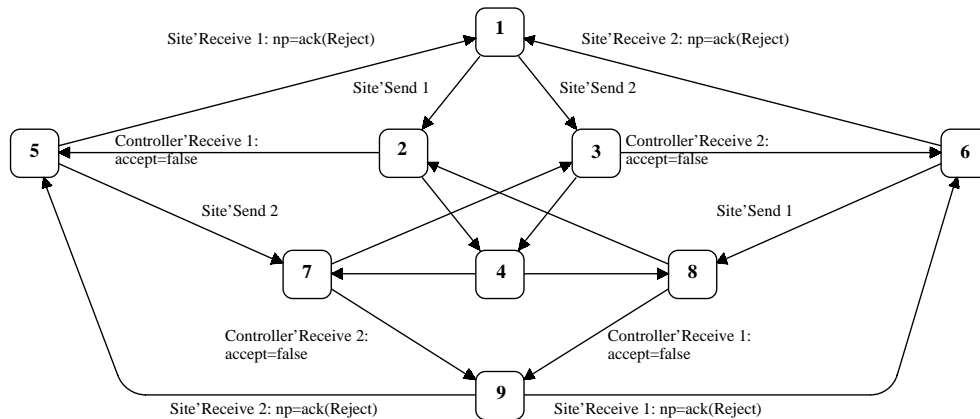 1
Site'Receive 1: np=ack(Reject)
Site'Receive 2: np=ack(Reject)
Site'Send 1
Site'Send 2
5
Controller'Receive 1:
accept=false
2
3
Controller'Receive 2:
accept=false
6
Site'Send 2
Site'Send 1
7
4
8
Controller'Receive 2:
accept=false
Controller'Receive 1:
accept=false
9
Site'Receive 2: np=ack(Reject)
Site'Receive 1: np=ack(Reject)